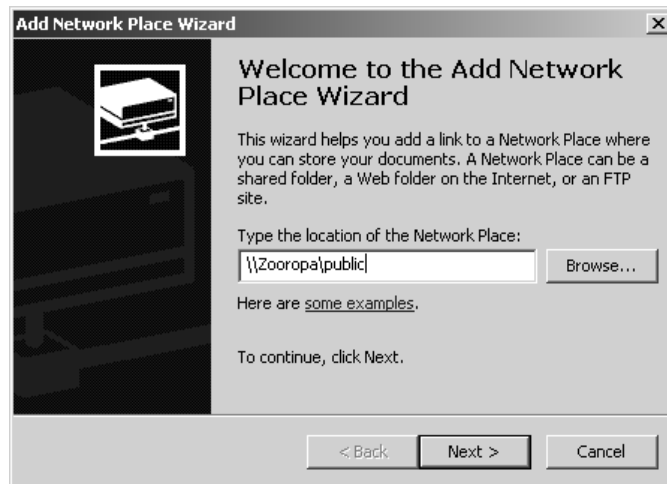 Add Network Place Wizard
Welcome to the Add Network
Place Wizard
This wizard helps you add a link to a Network Place where
you can store your documents. A Network Place can be a
shared folder, a Web folder on the Internet, or an FTP
site.
Type the location of the Network Place:
\\Zooropa\public
Browse...
Here are some examples.
To continue, click Next.
< Back
Next >
Cancel